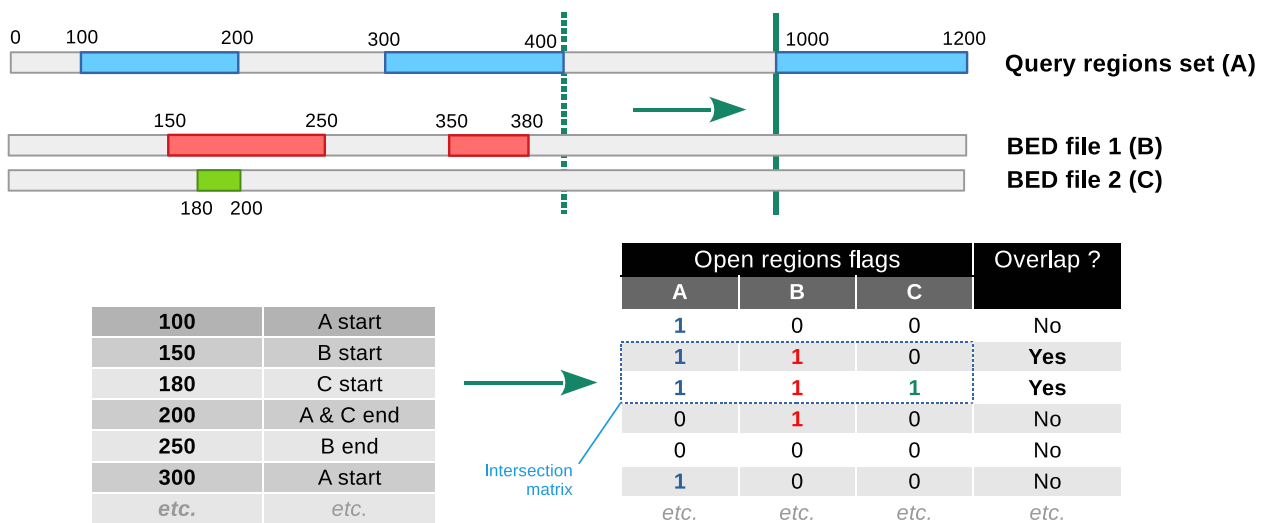 0 100 200 300 400 1000 1200
Query regions set (A)
150 250 350 380
BED file 1 (B)
BED file 2 (C)
180 200
Open regions flags Overlap ?
A B C
100 A start
150 B start
180 C start
200 A & C end
250 B end
300 A start
etc. etc.
1 0 0 No
1 1 0 Yes
1 1 1 Yes
0 1 0 No
0 0 0 No
1 0 0 No
etc. etc. etc. etc.
Intersection
matrix